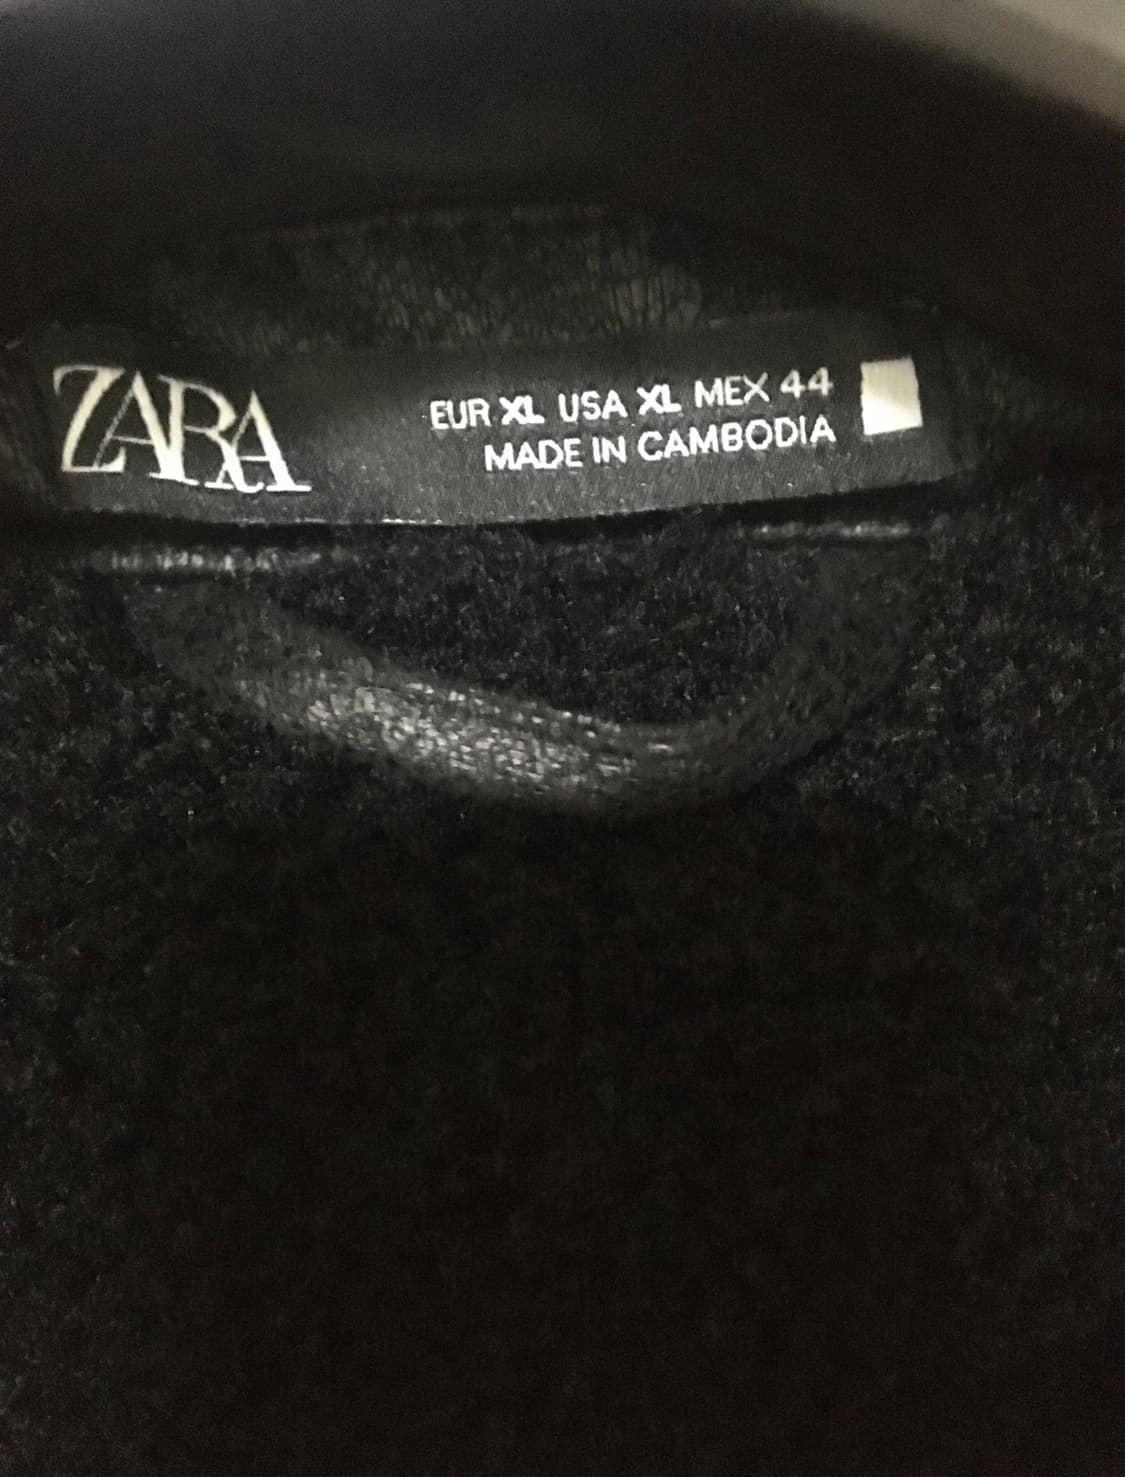 ZARA
EUR XL USA XL MEX 44
MADE IN CAMBODIA